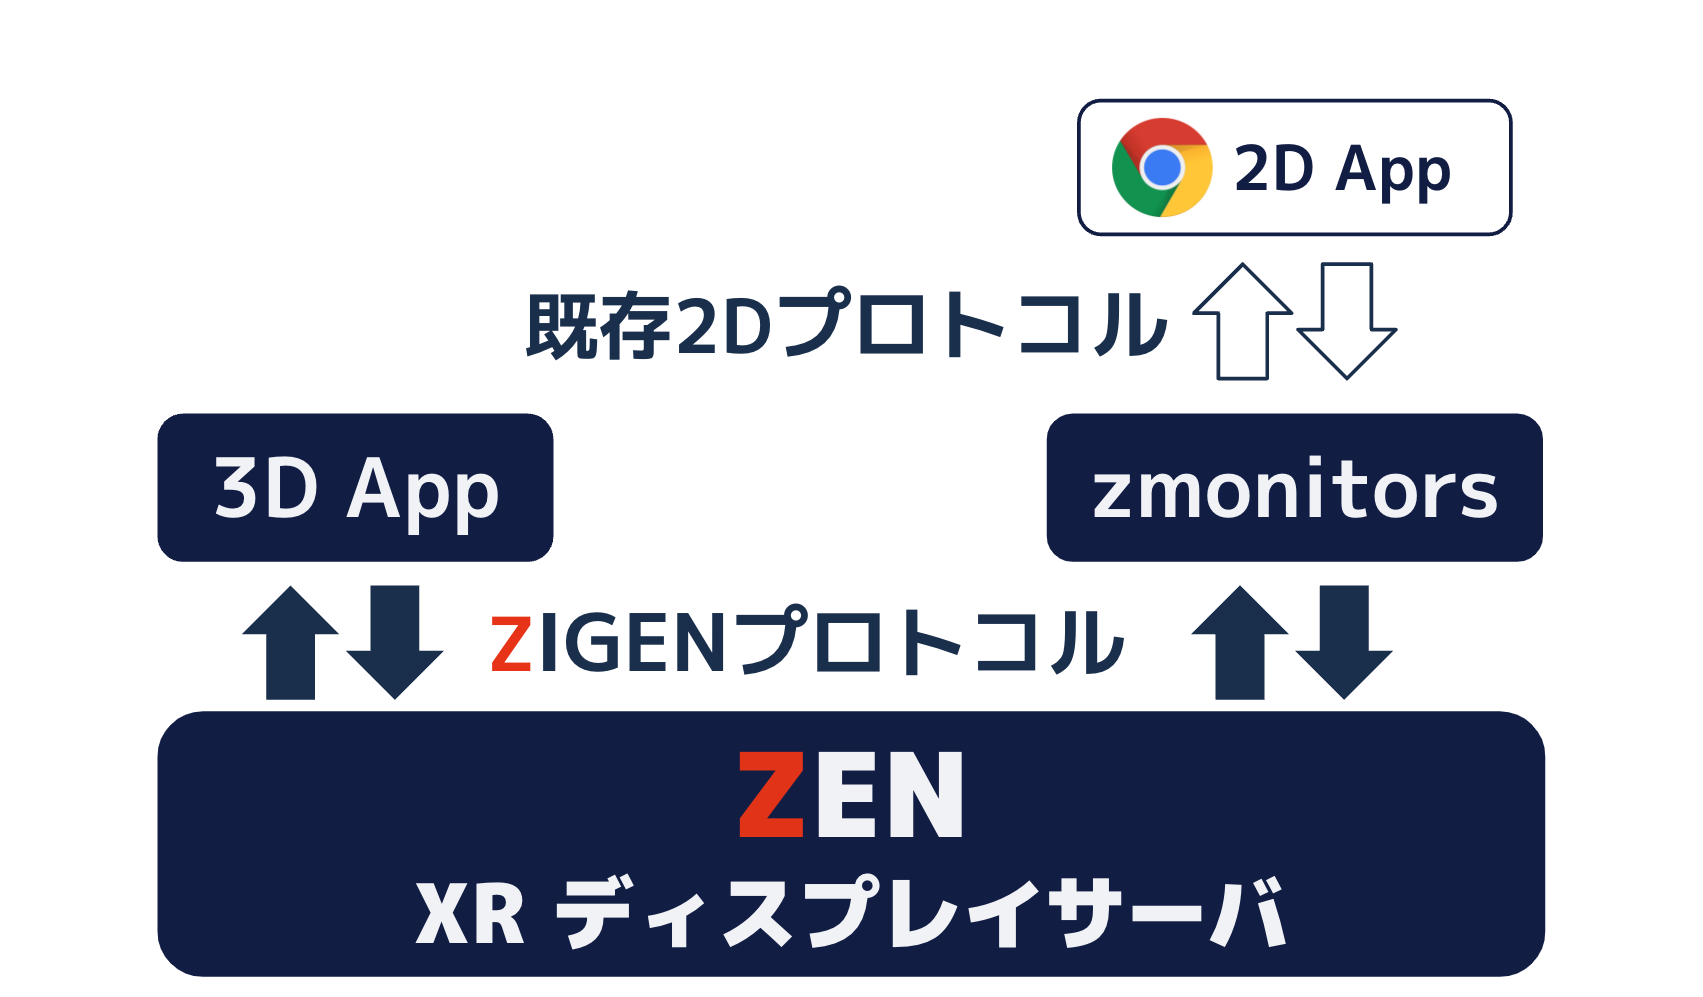 2D App
既存2Dプロトコル
3D App
zmonitors
ZIGENプロトコル
ZEN
XR ディスプレイサーバ